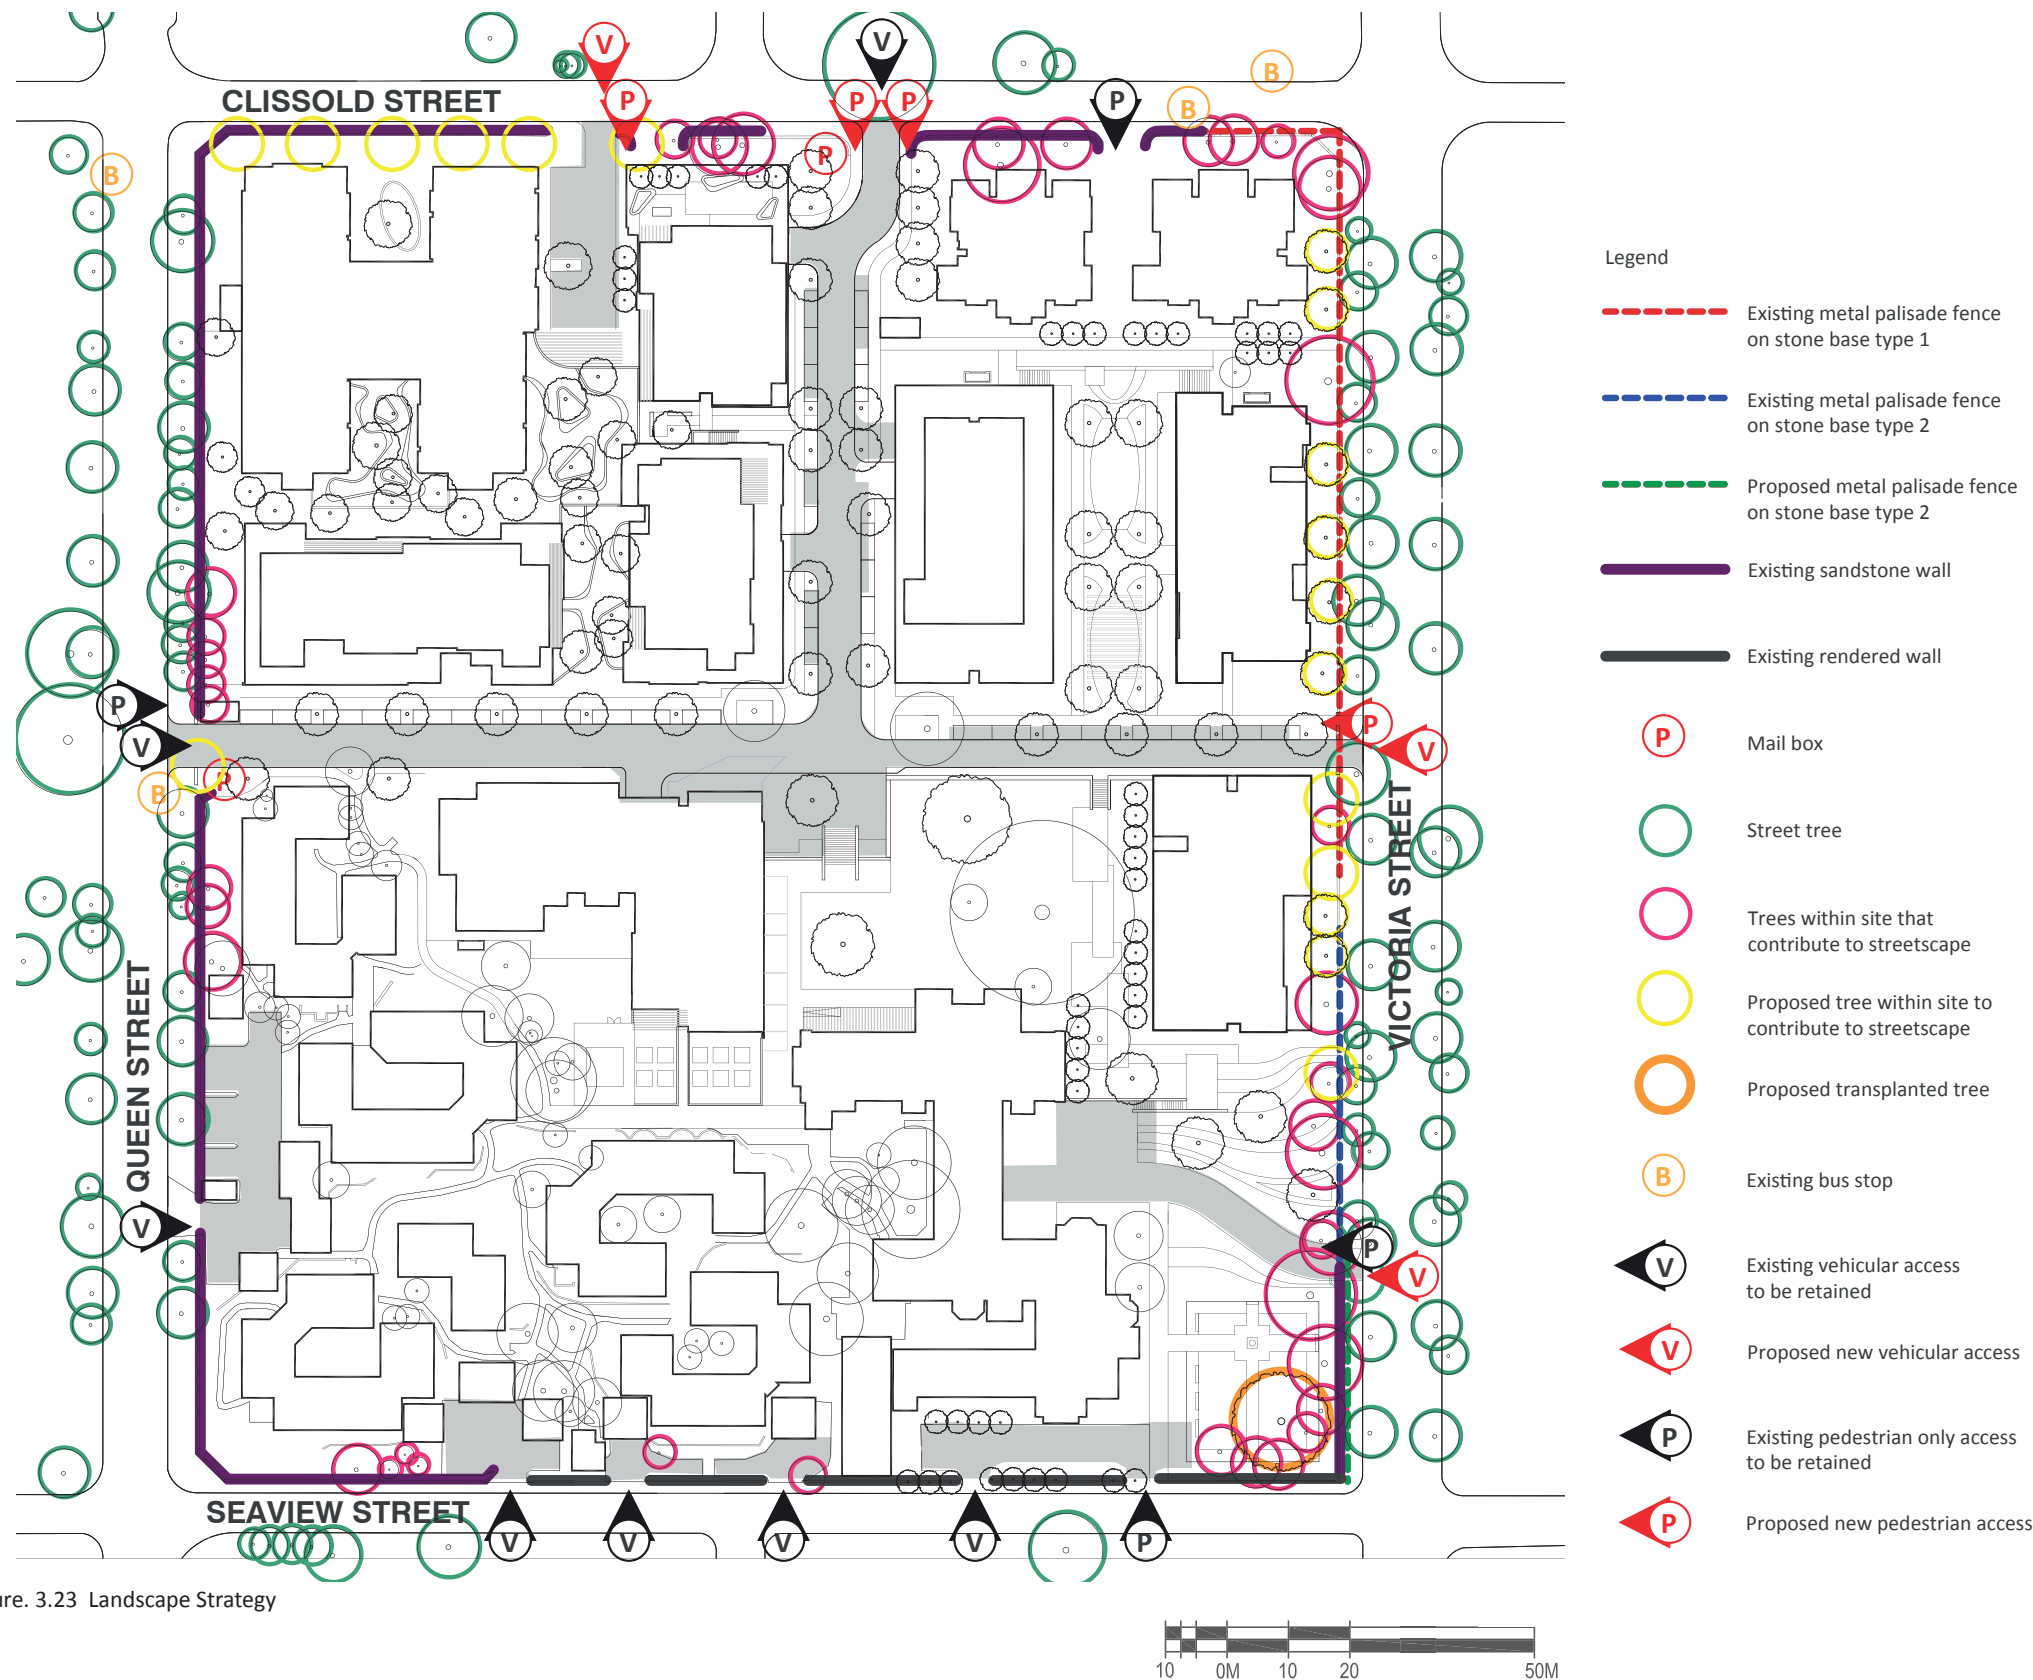 V
V
B
P
P
P
P
B
CLISSOLD STREET
P
B
Legend
Existing metal palisade fence
on stone base type 1
Existing metal palisade fence
on stone base type 2
Proposed metal palisade fence
on stone base type 2
Existing sandstone wall
Existing rendered wall
P
Mail box
Street tree
Trees within site that
contribute to streetscape
Proposed tree within site to
contribute to streetscape
Proposed transplanted tree
B
Existing bus stop
V
Existing vehicular access
to be retained
V
Proposed new vehicular access
P
Existing pedestrian only access
to be retained
P
Proposed new pedestrian access
P
V
B
P
P
V
VICTORIA STREET
QUEEN STREET
V
P
V
SEAVIEW STREET
V
V
V
V
P
ure. 3.23 Landscape Strategy
10
0M
10
20
50M